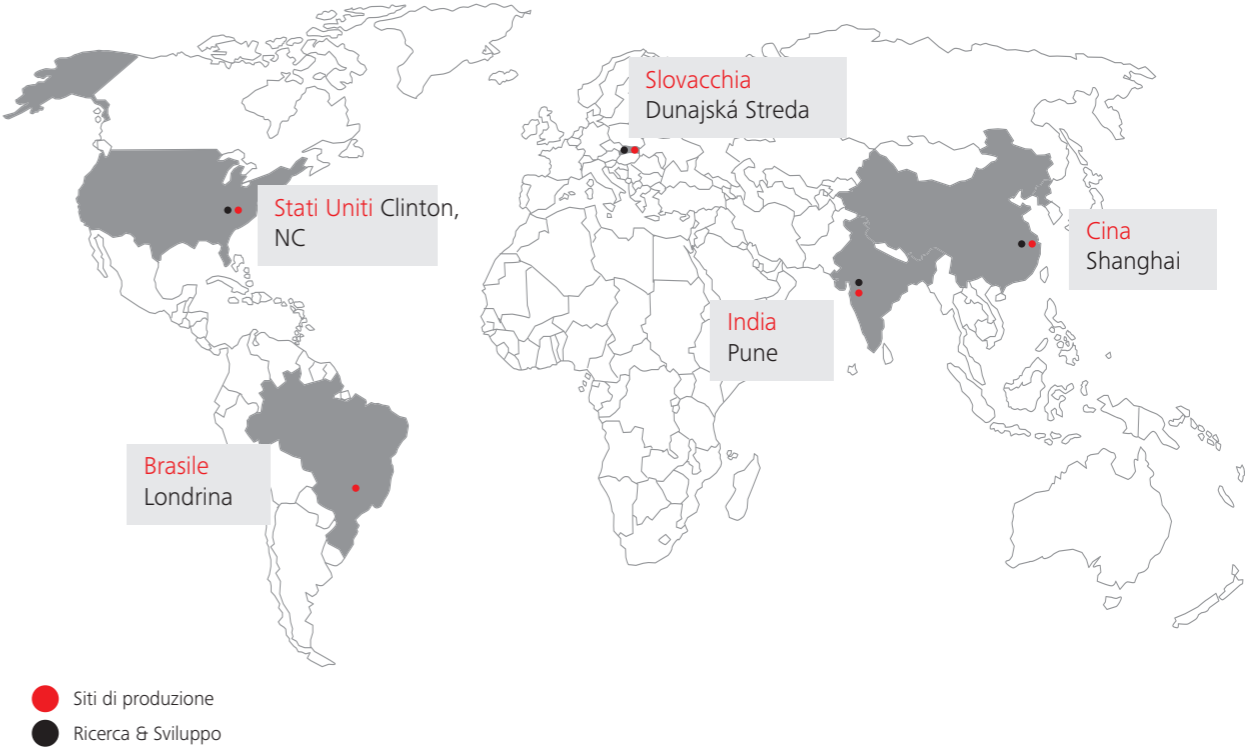 Slovacchia
Dunajská Streda
Stati Uniti Clinton,
NC
Cina
Shanghai
India
Pune
Brasile
Londrina
Siti di produzione
Ricerca & Sviluppo